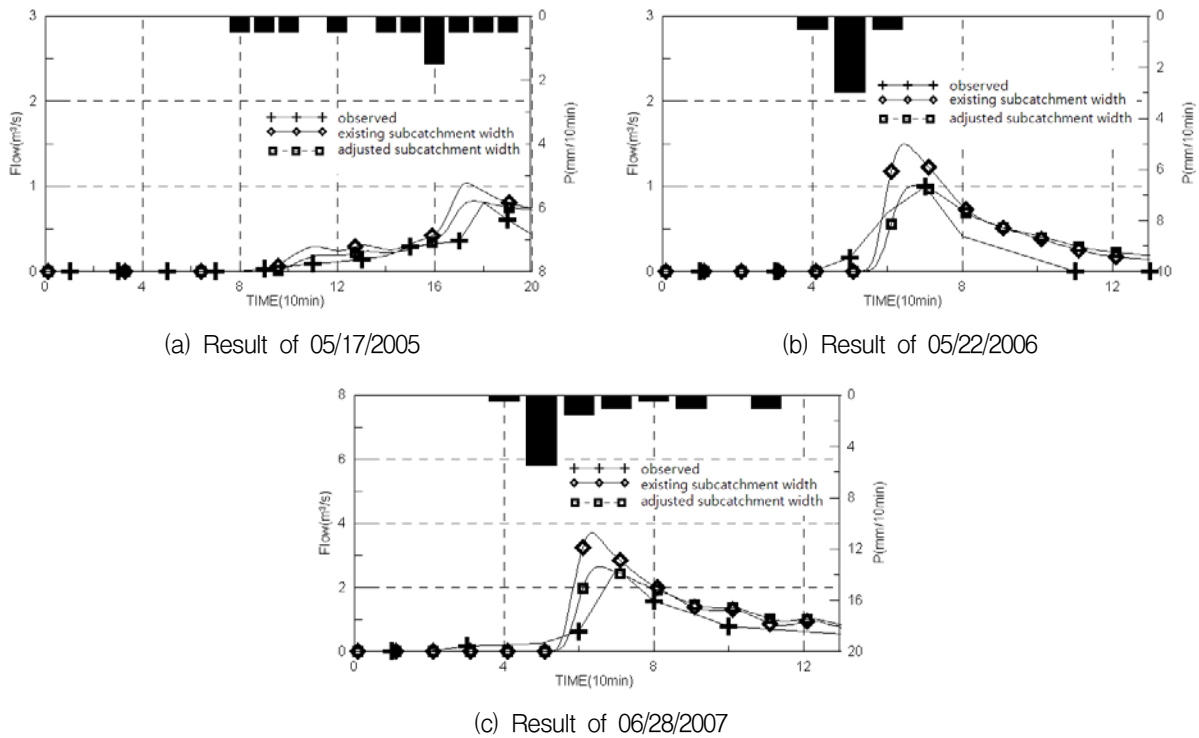 3
2
1
0
Flow(m³/s)
0 4 8 12 16 20
TIME(10min)
0
2
4
6
8
P(mm/10min)
observed
existing subcatchment width
adjusted subcatchment width
(a) Result of 05/17/2005
3
2
1
0
Flow(m³/s)
0 4 8 12
TIME(10min)
0
2
4
6
8
10
P(mm/10min)
observed
existing subcatchment width
adjusted subcatchment width
(b) Result of 05/22/2006
8
6
4
2
0
Flow(m³/s)
0 4 8 12
TIME(10min)
0
4
8
12
16
20
P(mm/10min)
observed
existing subcatchment width
adjusted subcatchment width
(c) Result of 06/28/2007